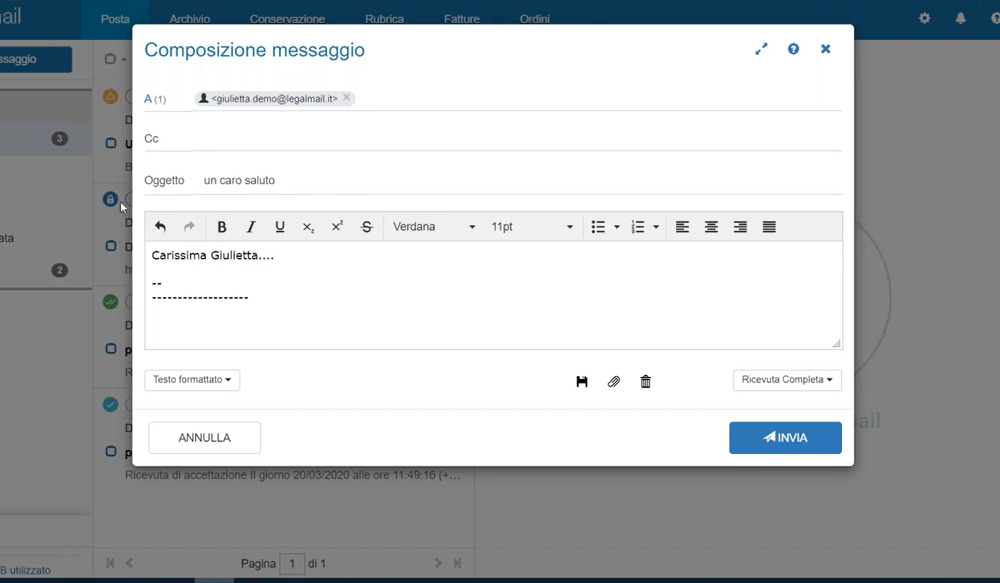 ail
Posta
Archivio
Conservazione
Rubrica
Fatture
Ordini
ssaggio
Composizione messaggio
A (1)
<giulietta.demo@legalmail.it>
Cc
Oggetto un caro saluto
B I U x₂ x² S Verdana 11pt
Carissima Giulietta....
--
-------------------
Testo formattato
Ricevuta Completa
ANNULLA
INVIA
3
ata
2
D
U
B
D
D
h
D
p
R
D
p
Ricevuta di accettazione Il giorno 20/03/2020 alle ore 11:49:16 (+...
ail
B utilizzato
Pagina 1 di 1